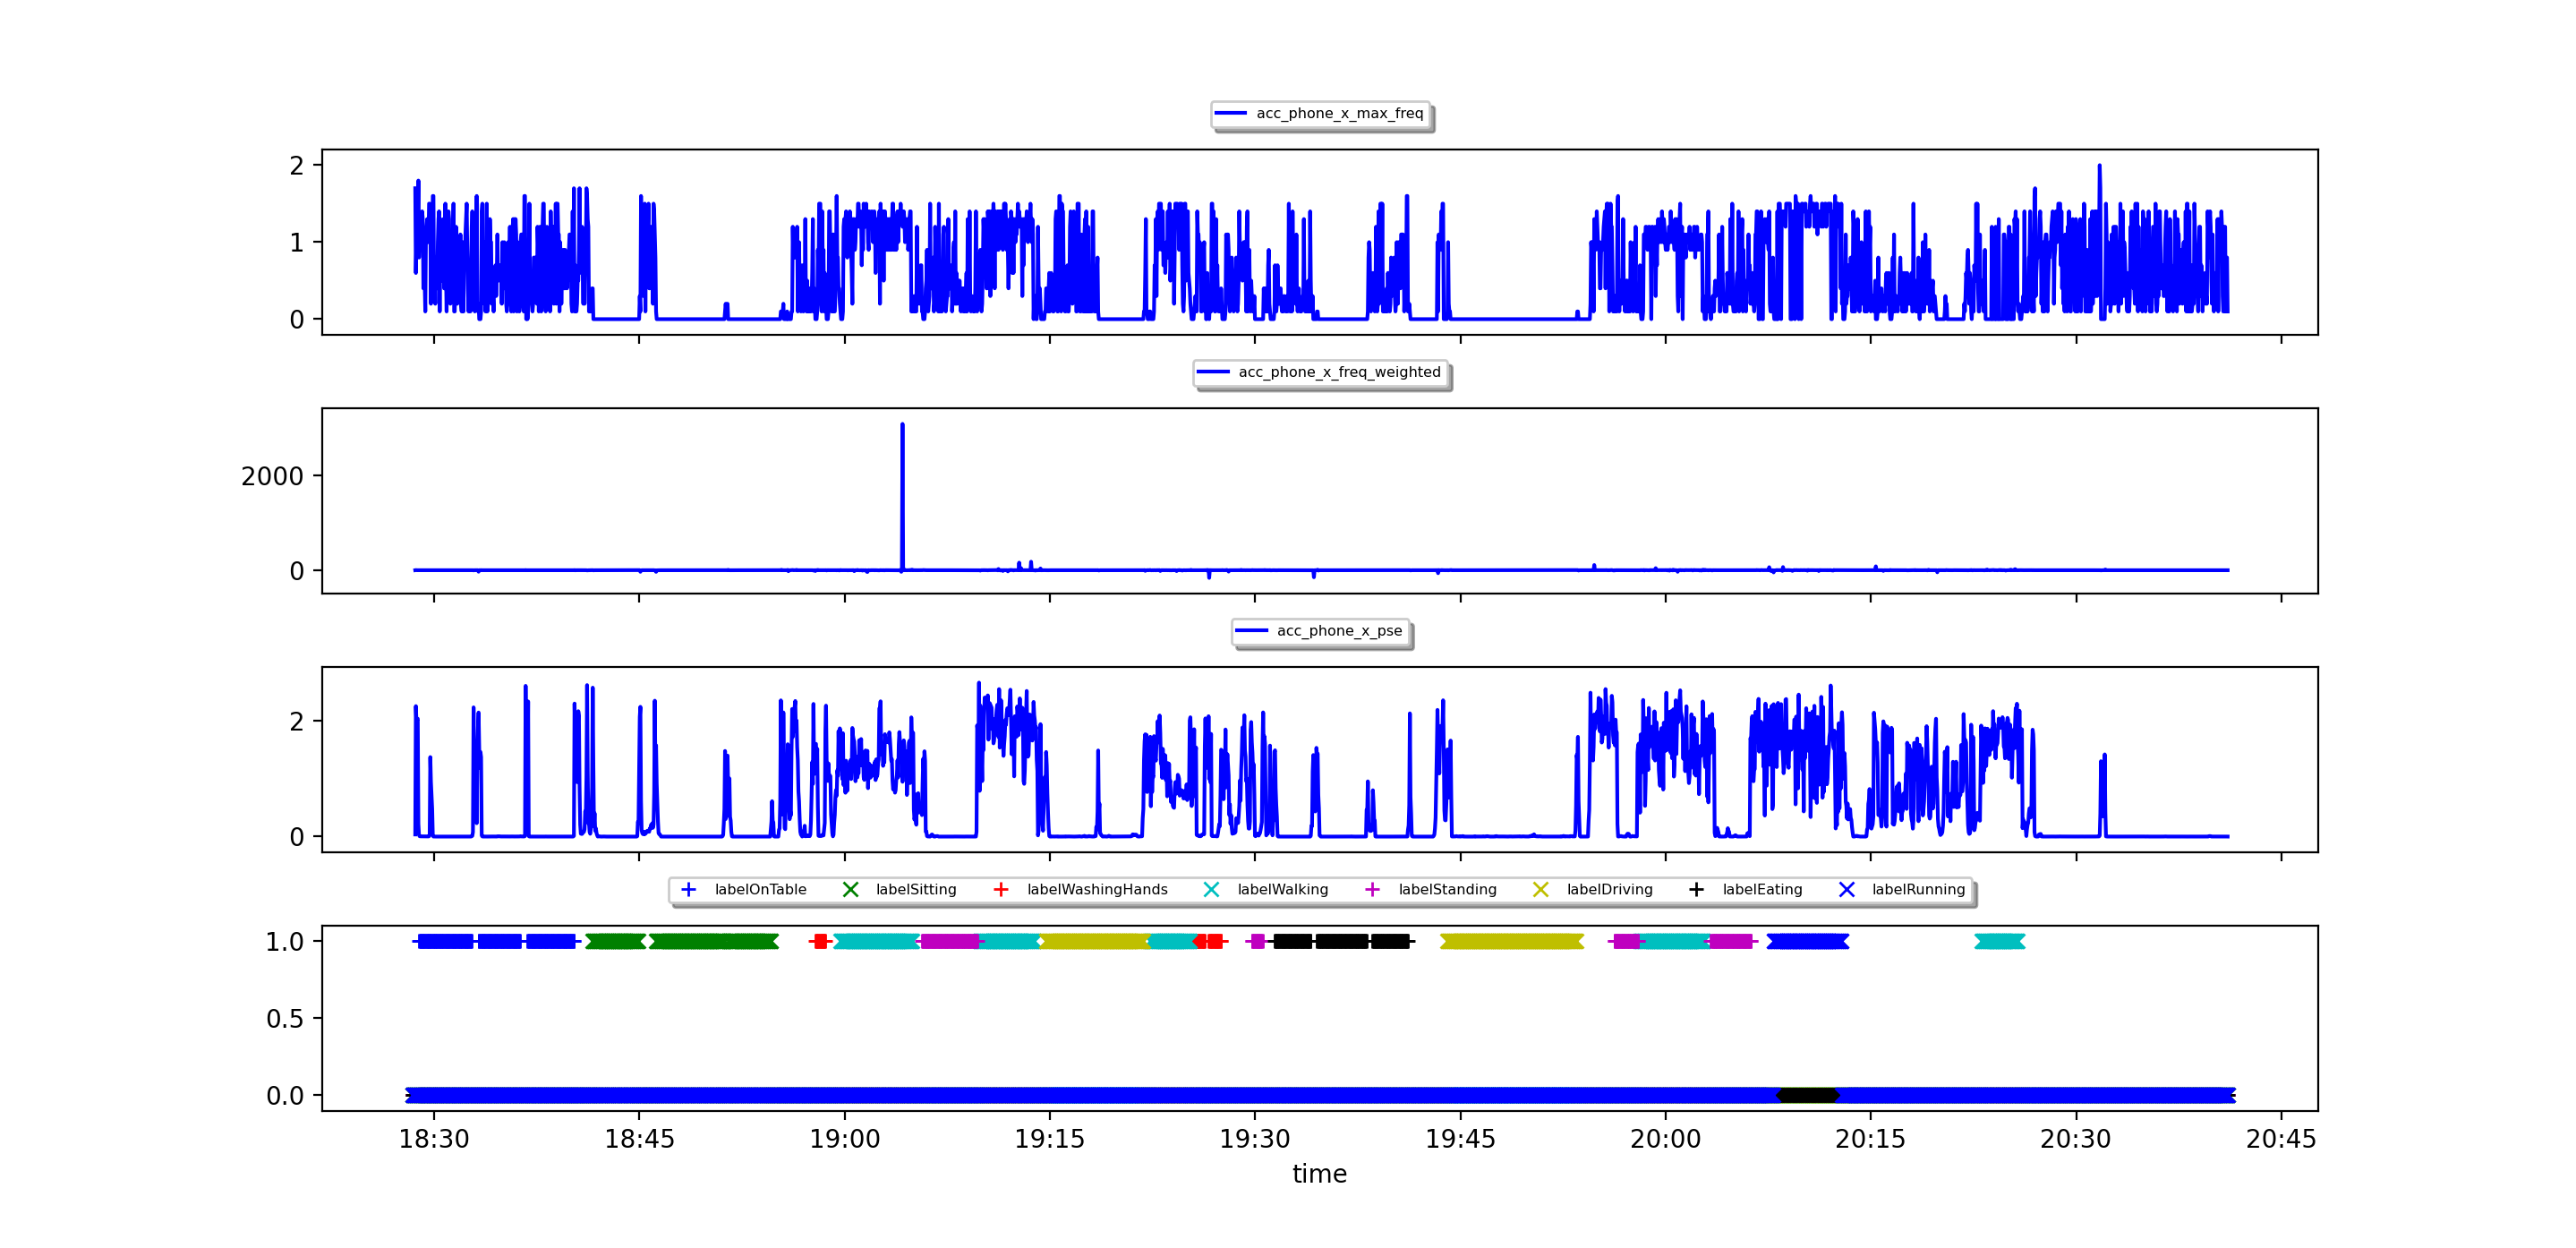 acc_phone_x_max_freq
2
1
0
acc_phone_x_freq_weighted
2000
0
acc_phone_x_pse
2
0
labelOnTable labelSitting labelWashingHands labelWalking labelStanding labelDriving labelEating labelRunning
1.0
0.5
0.0
18:30 18:45 19:00 19:15 19:30 19:45 20:00 20:15 20:30 20:45
time